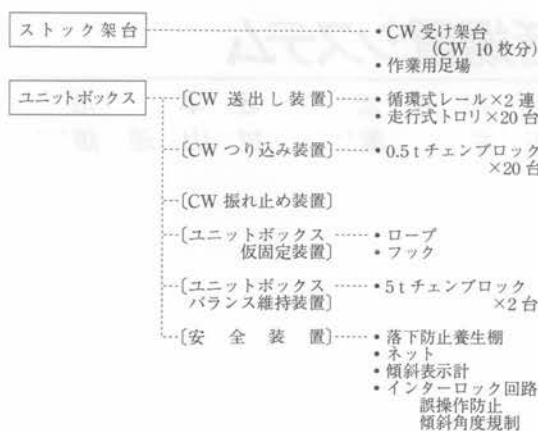 ストック架台 ・CW 受け架台
(CW 10 枚分)
・作業用足場
ユニットボックス 〔CW 送出し装置〕 ・循環式レール×2 連
・走行式トロリ×20 台
〔CW つり込み装置〕 ・0.5 t チェンブロック
×20 台
〔CW 振れ止め装置〕
〔ユニットボックス ・ロープ
仮固定装置〕 ・フック
〔ユニットボックス ・5 t チェンブロック
バランス維持装置〕 ×2 台
〔安全装置〕 ・落下防止養生棚
・ネット
・傾斜表示計
・インターロック回路
誤操作防止
傾斜角度規制